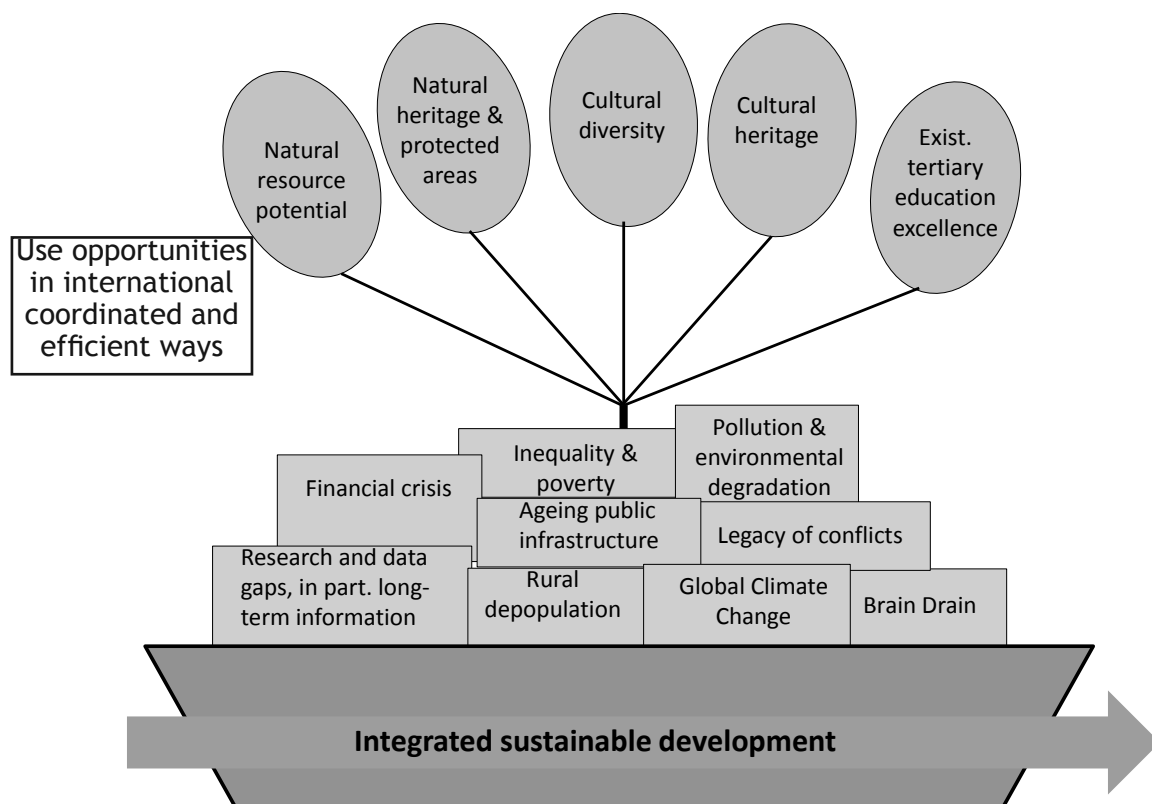 Natural
resource
potential
Natural
heritage &
protected
areas
Cultural
diversity
Cultural
heritage
Exist.
tertiary
education
excellence
Use opportunities
in international
coordinated and
efficient ways
Financial crisis
Inequality &
poverty
Pollution &
environmental
degradation
Ageing public
infrastructure
Legacy of conflicts
Research and data
gaps, in part. long-
term information
Rural
depopulation
Global Climate
Change
Brain Drain
Integrated sustainable development